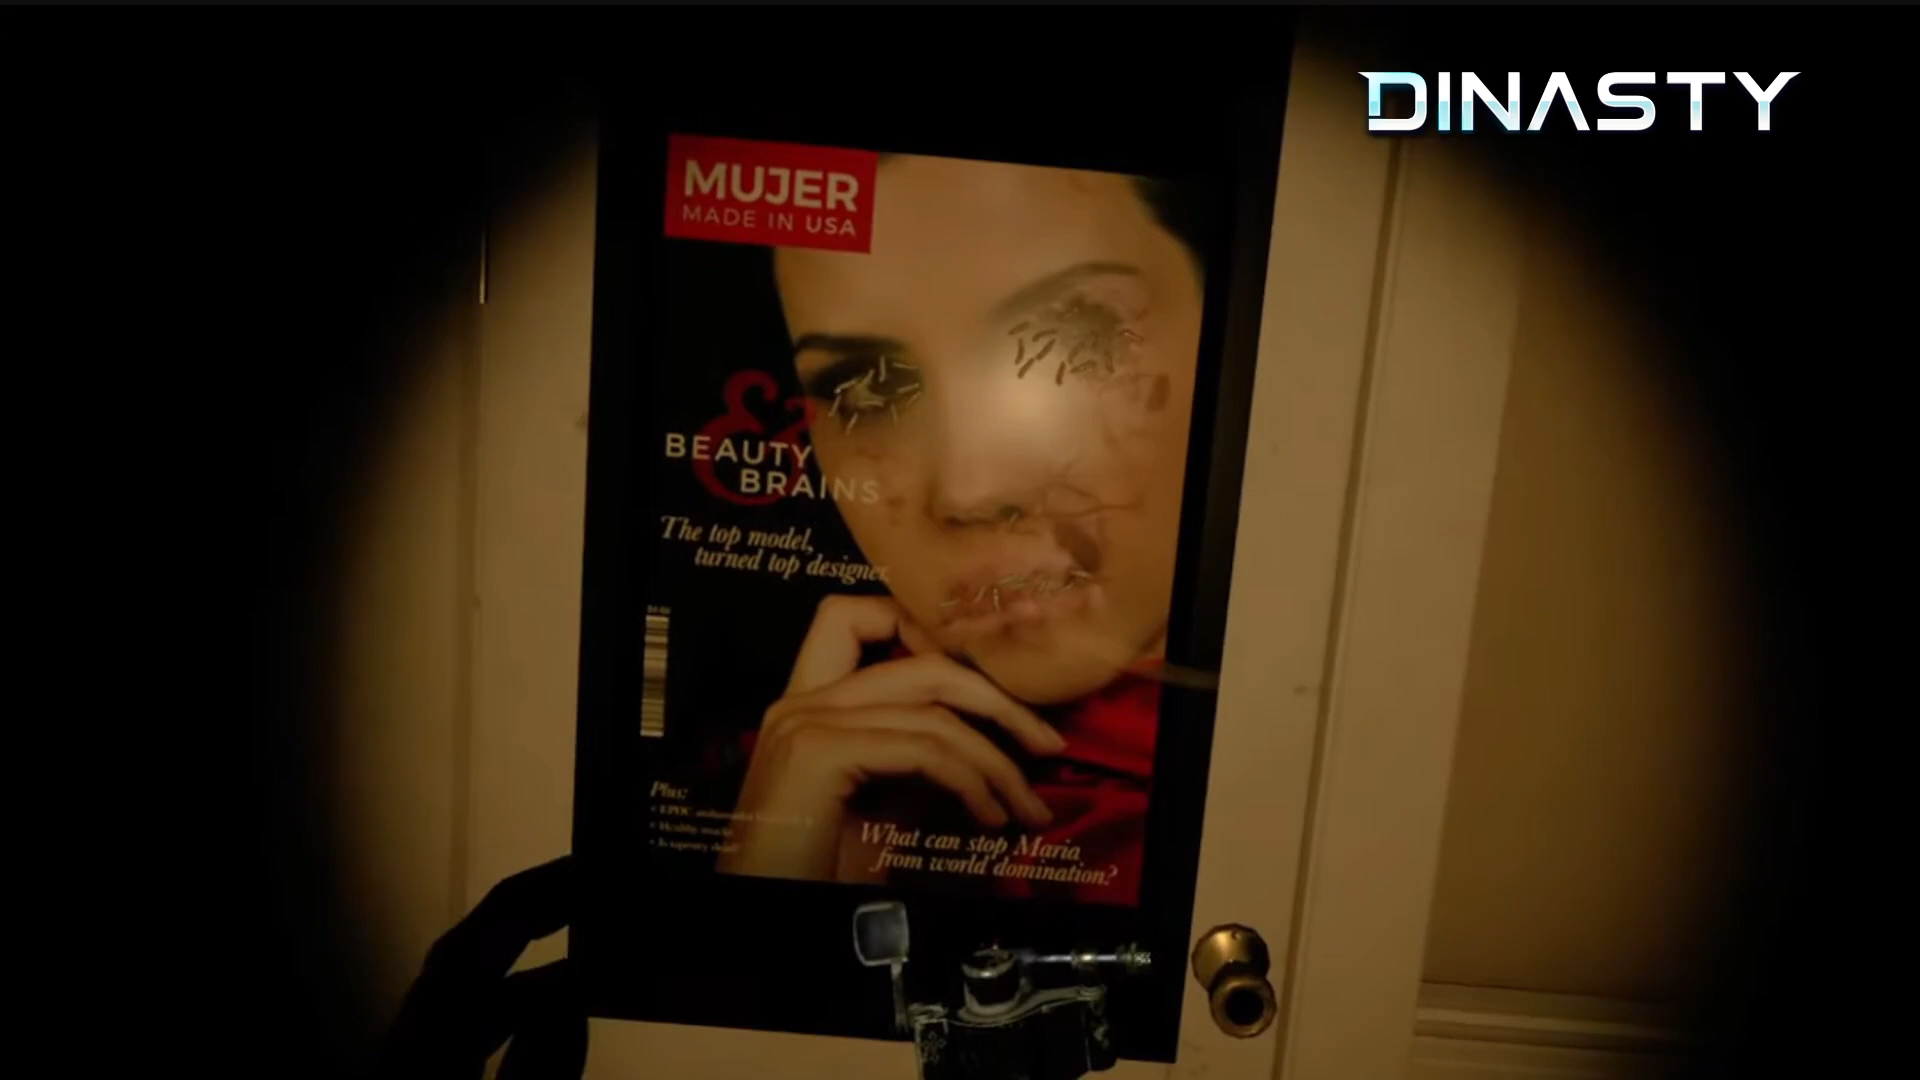 DINASTY
MUJER
MADE IN USA
&
BEAUTY
BRAINS
The top model,
turned top designer
Plus:
What can stop Maria
from world domination?